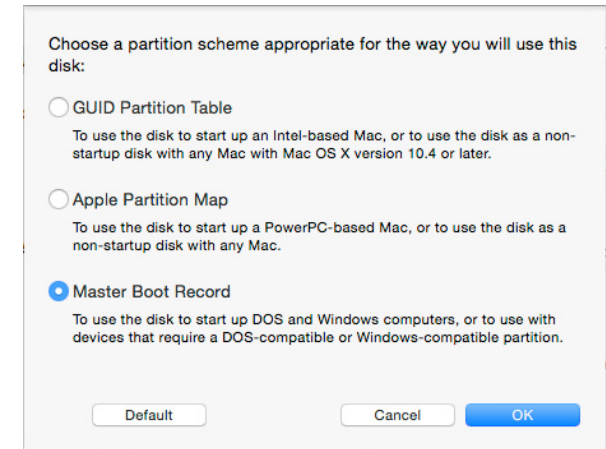 Choose a partition scheme appropriate for the way you will use this
disk:
GUID Partition Table
To use the disk to start up an Intel-based Mac, or to use the disk as a non-
startup disk with any Mac with Mac OS X version 10.4 or later.
Apple Partition Map
To use the disk to start up a PowerPC-based Mac, or to use the disk as a
non-startup disk with any Mac.
Master Boot Record
To use the disk to start up DOS and Windows computers, or to use with
devices that require a DOS-compatible or Windows-compatible partition.
Default Cancel OK